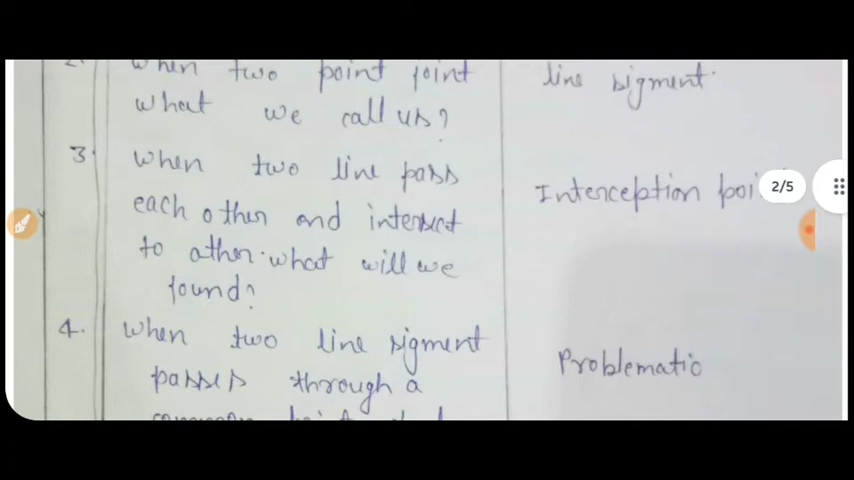 2. when two point joint
what we call us?
line sigment
3. when two line pass
each other and intersect
to other. what will we
found?
Interception poi
2/5
4. when two line sigment
passes through a
Problematic